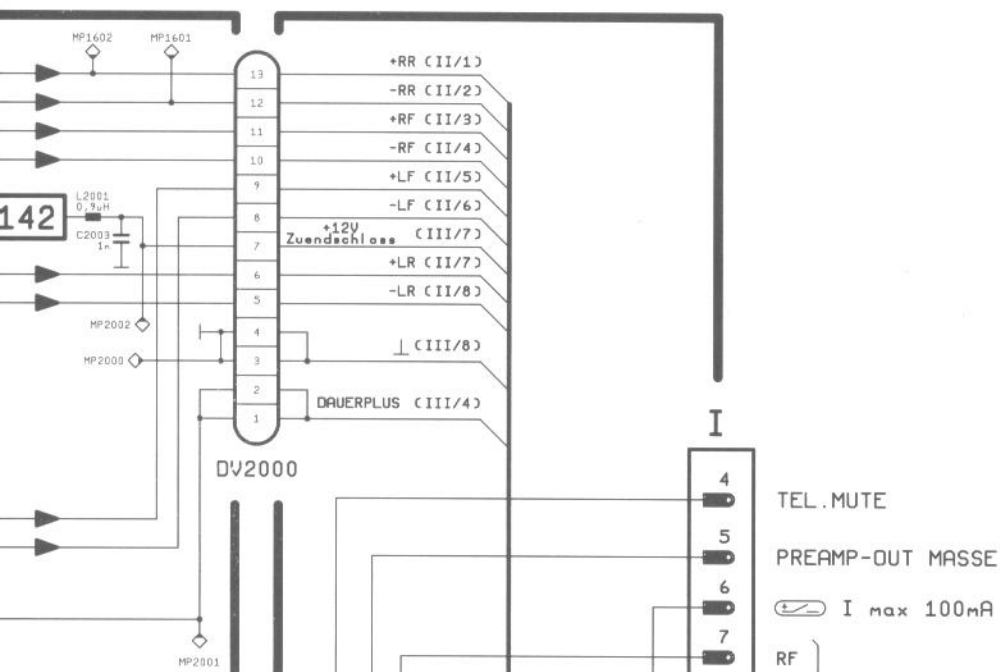 MP1602 MP1601
+RR (II/1)
13
-RR (II/2)
12
+RF (II/3)
11
-RF (II/4)
10
+LF (II/5)
9
L2001
0,9uH
-LF (II/6)
8
142
+12V
Zuendschloss (III/7)
C2003
1n
7
+LR (II/7)
6
-LR (II/8)
5
MP2002
4
⊥ (III/8)
MP2000
3
2
DAUERPLUS (III/4)
1
I
DV2000
4
TEL.MUTE
5
PREAMP-OUT MASSE
6
I max 100mA
7
RF
MP2001